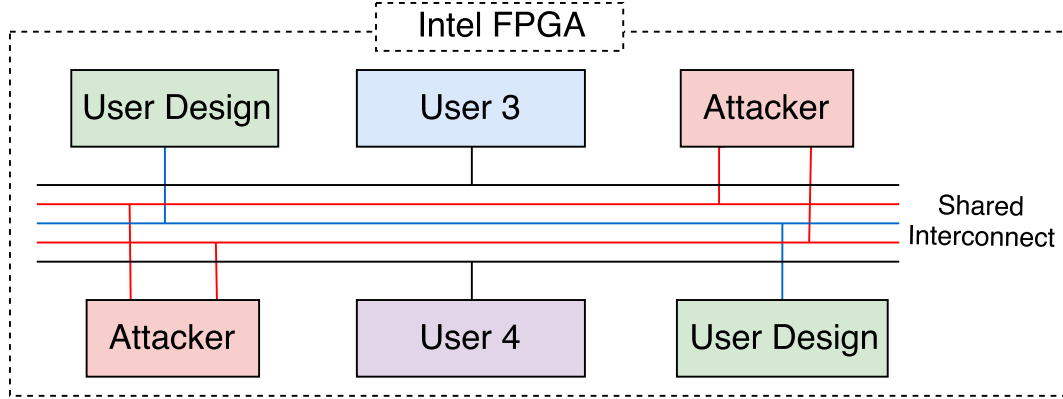 Intel FPGA
User Design
User 3
Attacker
Shared
Interconnect
Attacker
User 4
User Design